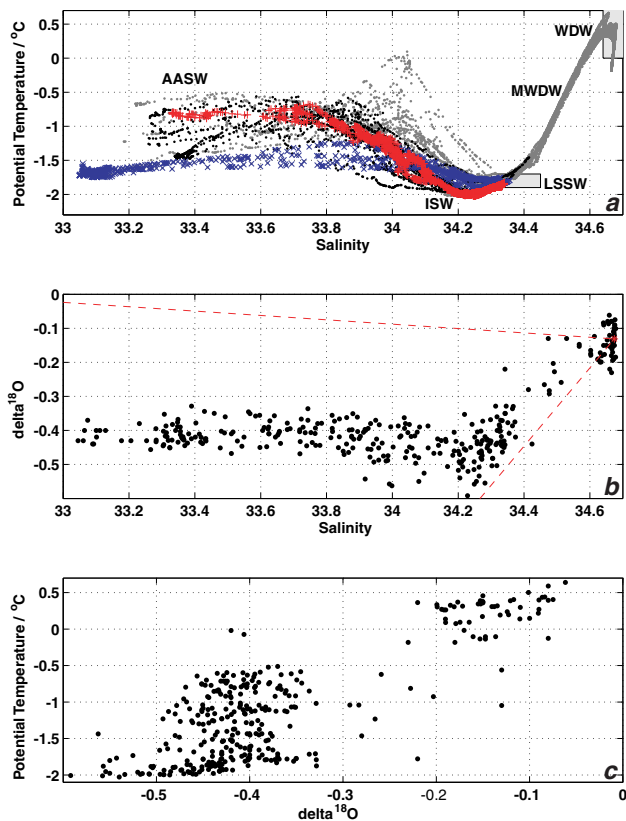 0.5
0
-0.5
-1
-1.5
-2
Potential Temperature / °C
AASW
WDW
MWDW
LSSW
ISW
a
33 33.2 33.4 33.6 33.8 34 34.2 34.4 34.6
Salinity
0
-0.1
-0.2
-0.3
-0.4
-0.5
delta18O
b
33 33.2 33.4 33.6 33.8 34 34.2 34.4 34.6
Salinity
0.5
0
-0.5
-1
-1.5
-2
Potential Temperature / °C
c
-0.5 -0.4 -0.3 -0.2 -0.1 0
delta18O